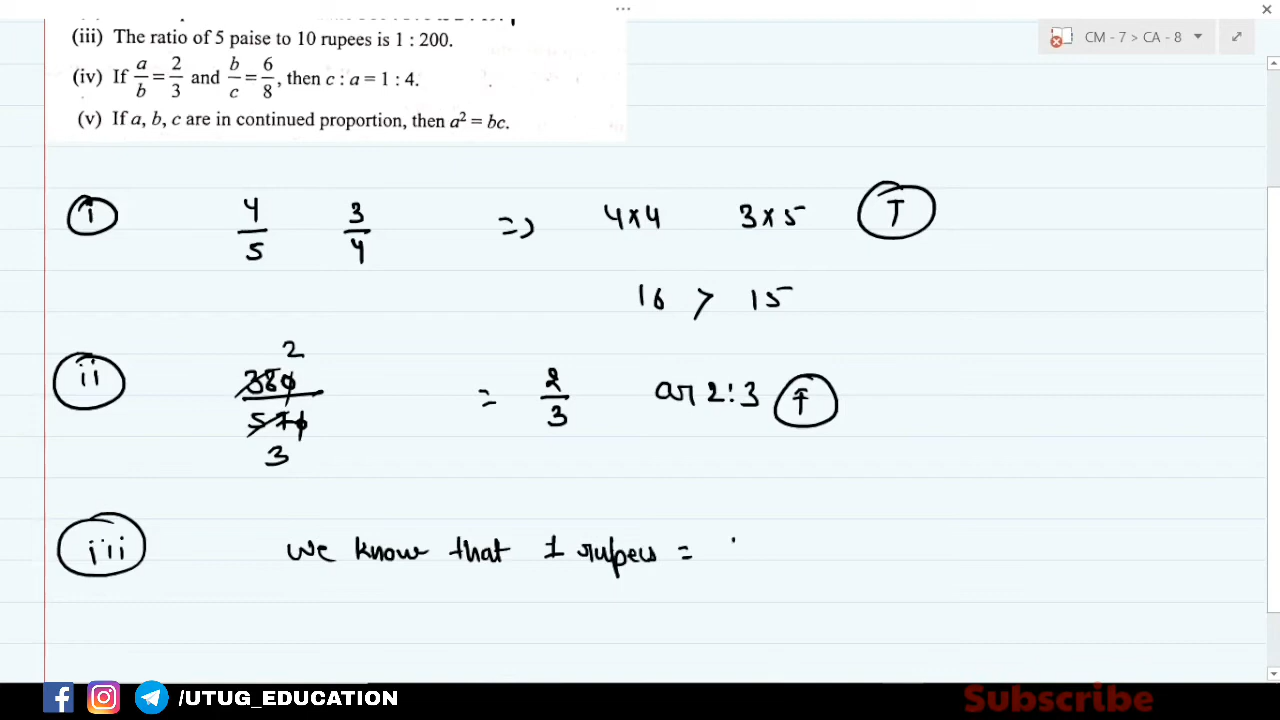 CM - 7 > CA - 8
(iii) The ratio of 5 paise to 10 rupees is 1 : 200.
(iv) If a/b = 2/3 and b/c = 6/8, then c : a = 1 : 4.
(v) If a, b, c are in continued proportion, then a² = bc.
i 4/5 3/4 => 4×4 3×5 T
16 > 15
ii 2
380/570 = 2/3 or 2:3 T
3
iii We know that 1 rupees =
/UTUG_EDUCATION
Subscribe